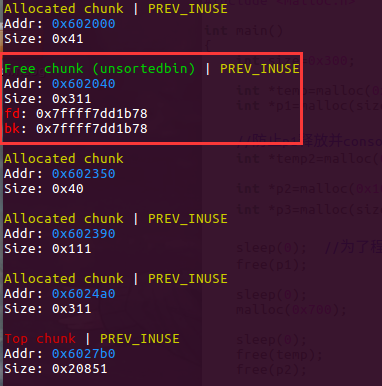 Allocated chunk | PREV_INUSE
Addr: 0x602000
Size: 0x41
Free chunk (unsortedbin) | PREV_INUSE
Addr: 0x602040
Size: 0x311
fd: 0x7ffff7dd1b78
bk: 0x7ffff7dd1b78
Allocated chunk
Addr: 0x602350
Size: 0x40
Allocated chunk | PREV_INUSE
Addr: 0x602390
Size: 0x111
Allocated chunk | PREV_INUSE
Addr: 0x6024a0
Size: 0x311
Top chunk | PREV_INUSE
Addr: 0x6027b0
Size: 0x20851
int main()
int *temp=malloc(0
int *p1=malloc(siz
int *temp2=malloc(
int *p2=malloc(0x1
int *p3=malloc(siz
sleep(0); //为了程
free(p1);
sleep(0);
malloc(0x700);
sleep(0);
free(temp);
free(p2);